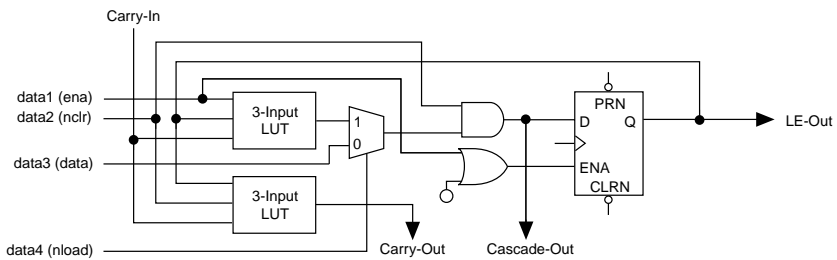 Carry-In
data1 (ena)
data2 (nclr)
3-Input
LUT
1
0
PRN
D
Q
LE-Out
data3 (data)
ENA
CLRN
3-Input
LUT
data4 (nload)
Carry-Out
Cascade-Out